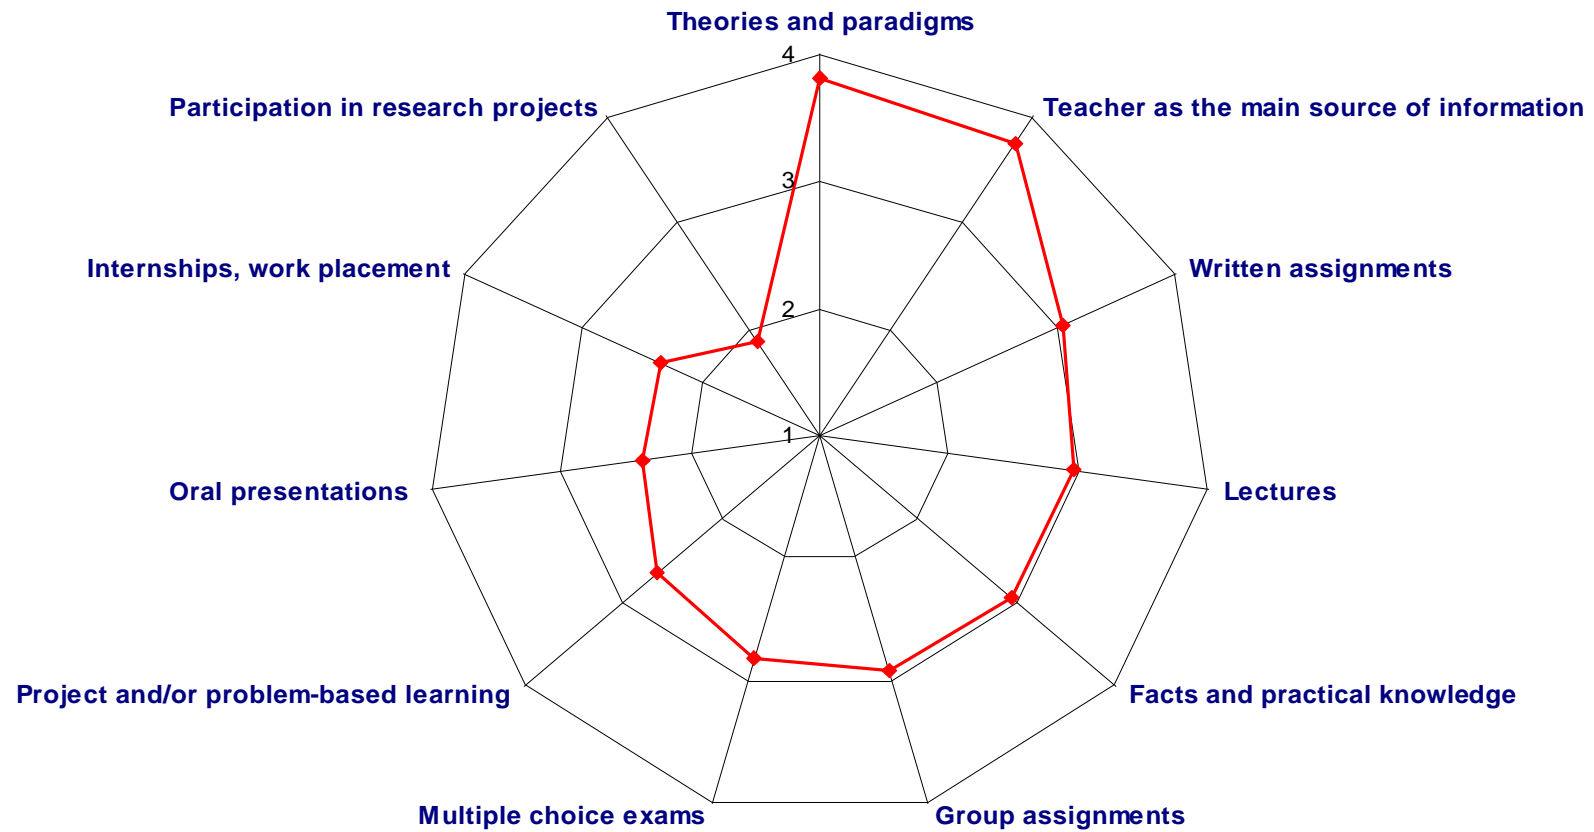 Theories and paradigms
4
Participation in research projects
Teacher as the main source of information
3
Internships, work placement
Written assignments
2
1
Oral presentations
Lectures
Project and/or problem-based learning
Facts and practical knowledge
Multiple choice exams
Group assignments